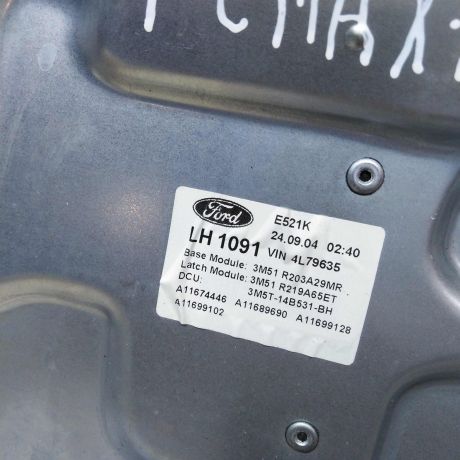 CMAX
Ford
E521K
24.09.04 02:40
LH 1091 VIN 4L79635
Base Module: 3M51 R203A29MR
Latch Module: 3M51 R219A65ET
DCU: 3M5T-14B531-BH
A11674446 A11689690 A11699128
A11699102